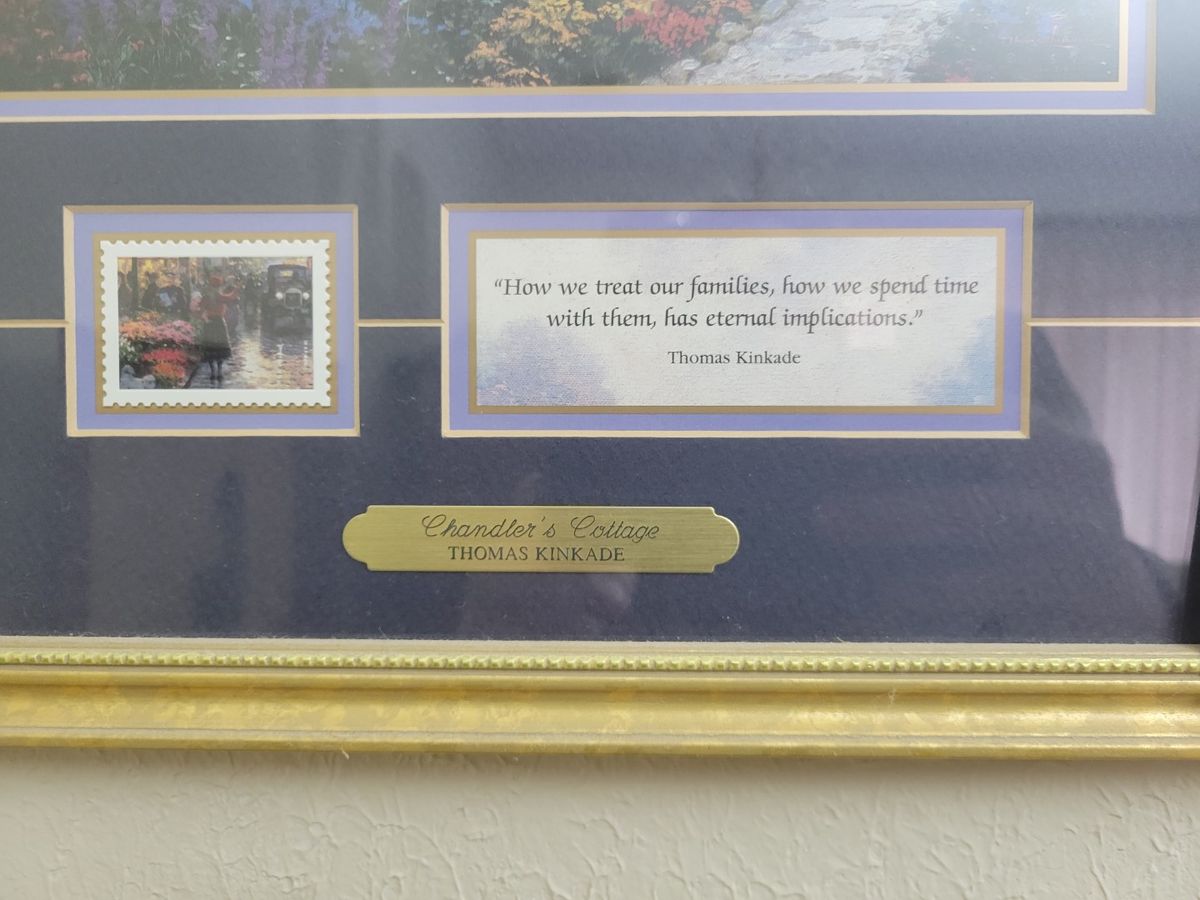 “How we treat our families, how we spend time
with them, has eternal implications.”
Thomas Kinkade
Chandler's Cottage
THOMAS KINKADE